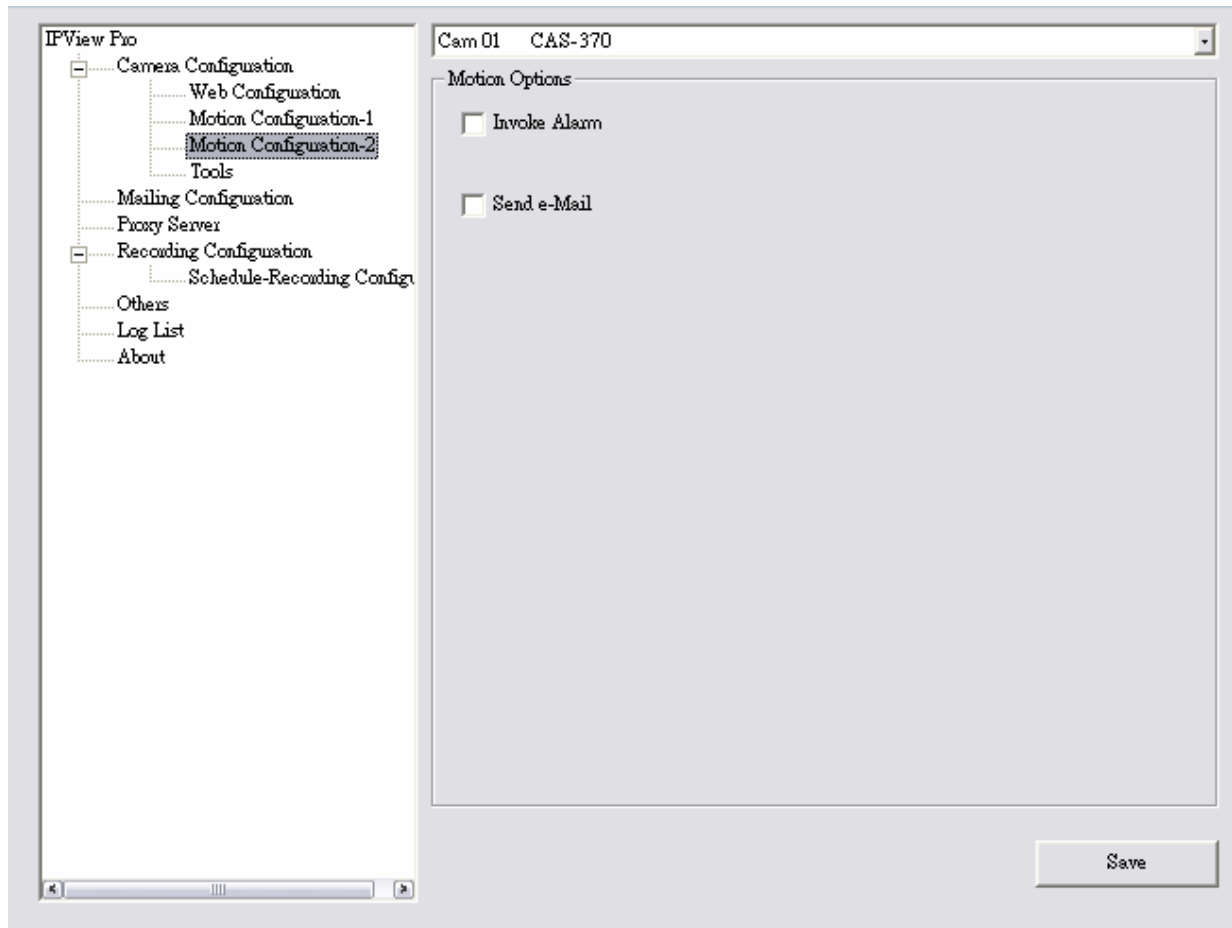 IPView Pro
Camera Configuration
Web Configuration
Motion Configuration-1
Motion Configuration-2
Tools
Mailing Configuration
Proxy Server
Recording Configuration
Schedule-Recording Configu
Others
Log List
About
Cam 01 CAS-370
Motion Options
Invoke Alarm
Send e-Mail
Save